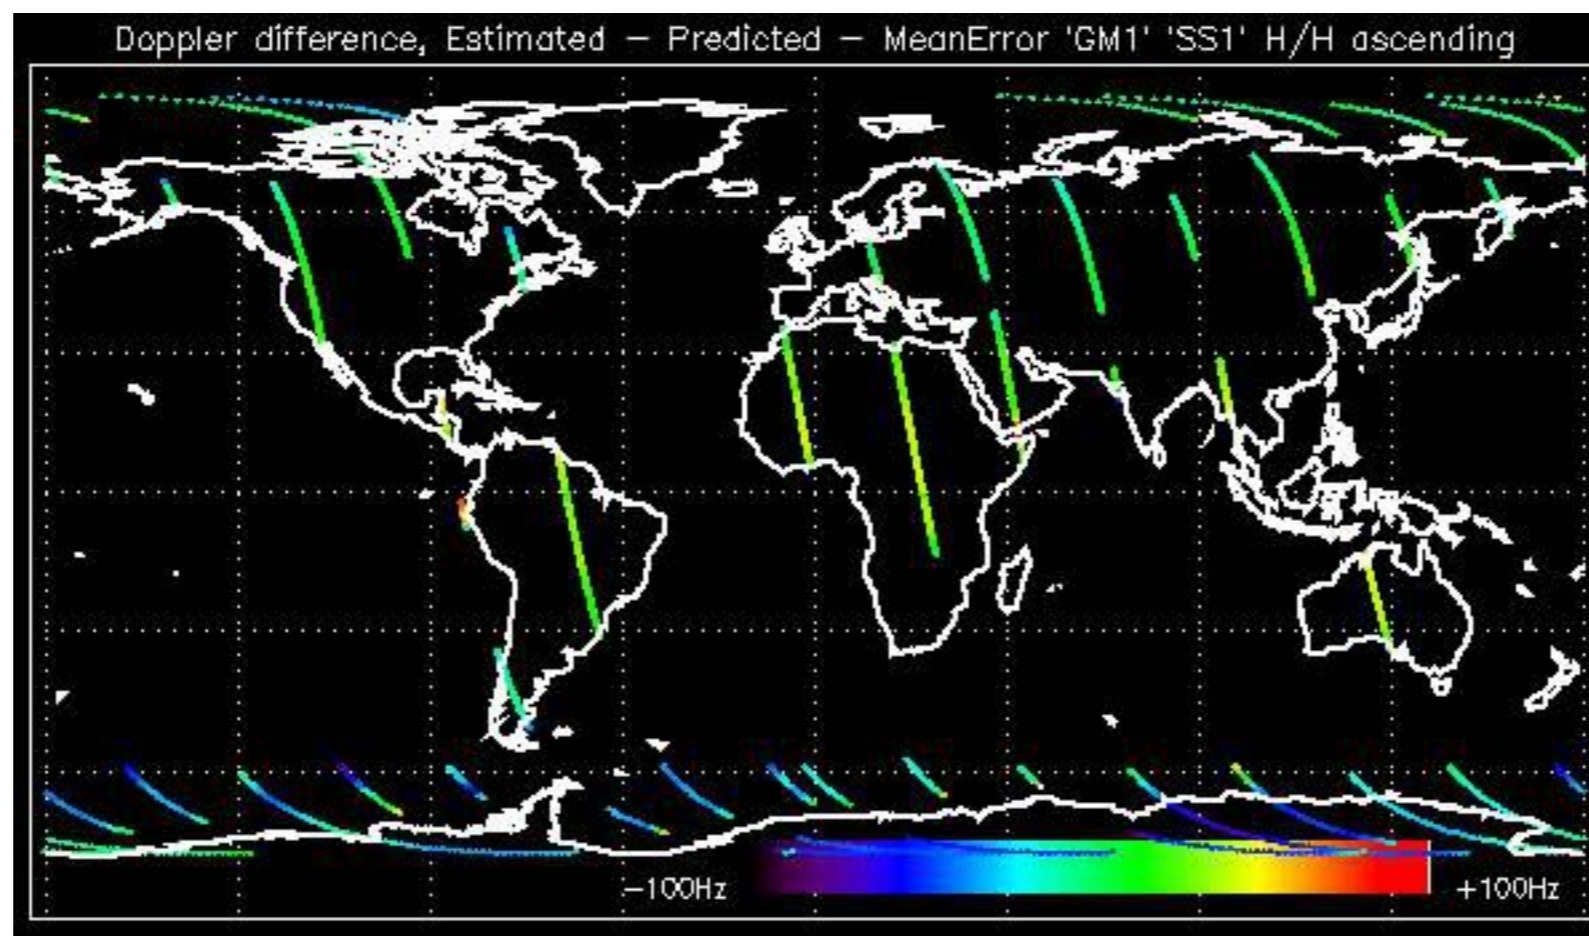 Doppler difference, Estimated - Predicted - MeanError 'GM1' 'SS1' H/H ascending
-100Hz +100Hz